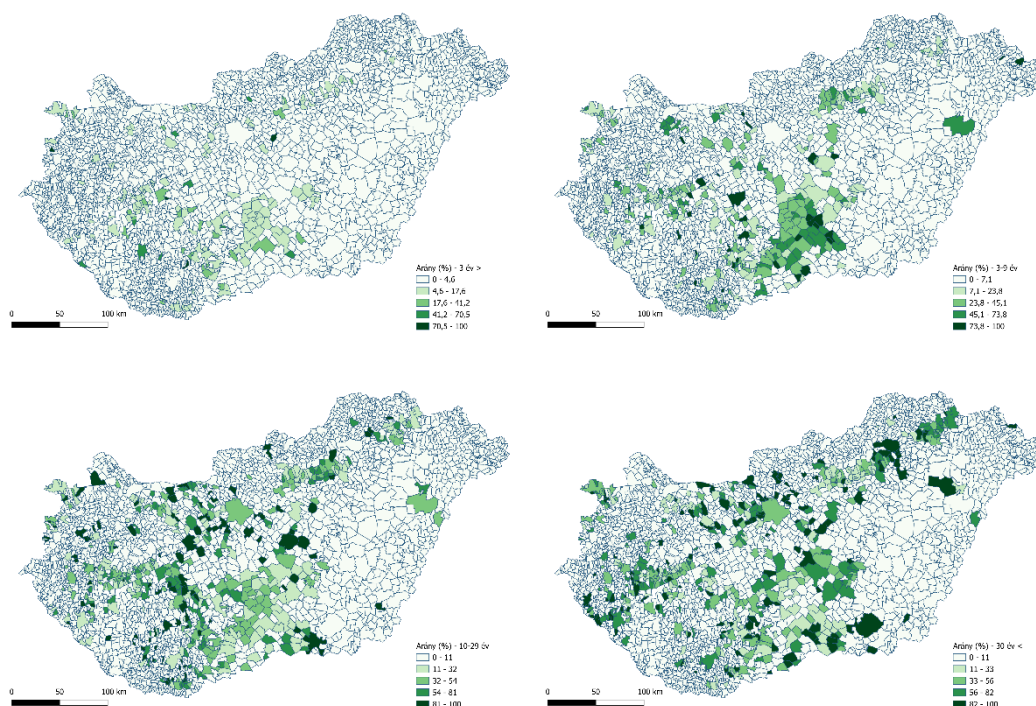 Arány (%) - 3 év >
0 - 4,6
4,6 - 17,6
17,6 - 41,2
41,2 - 70,5
70,5 - 100
0 50 100 km
Arány (%) - 3-9 év
0 - 7,1
7,1 - 23,8
23,8 - 45,1
45,1 - 73,8
73,8 - 100
0 50 100 km
Arány (%) - 10-29 év
0 - 11
11 - 32
32 - 54
54 - 81
81 - 100
0 50 100 km
Arány (%) - 30 év <
0 - 11
11 - 33
33 - 56
56 - 82
82 - 100
0 50 100 km